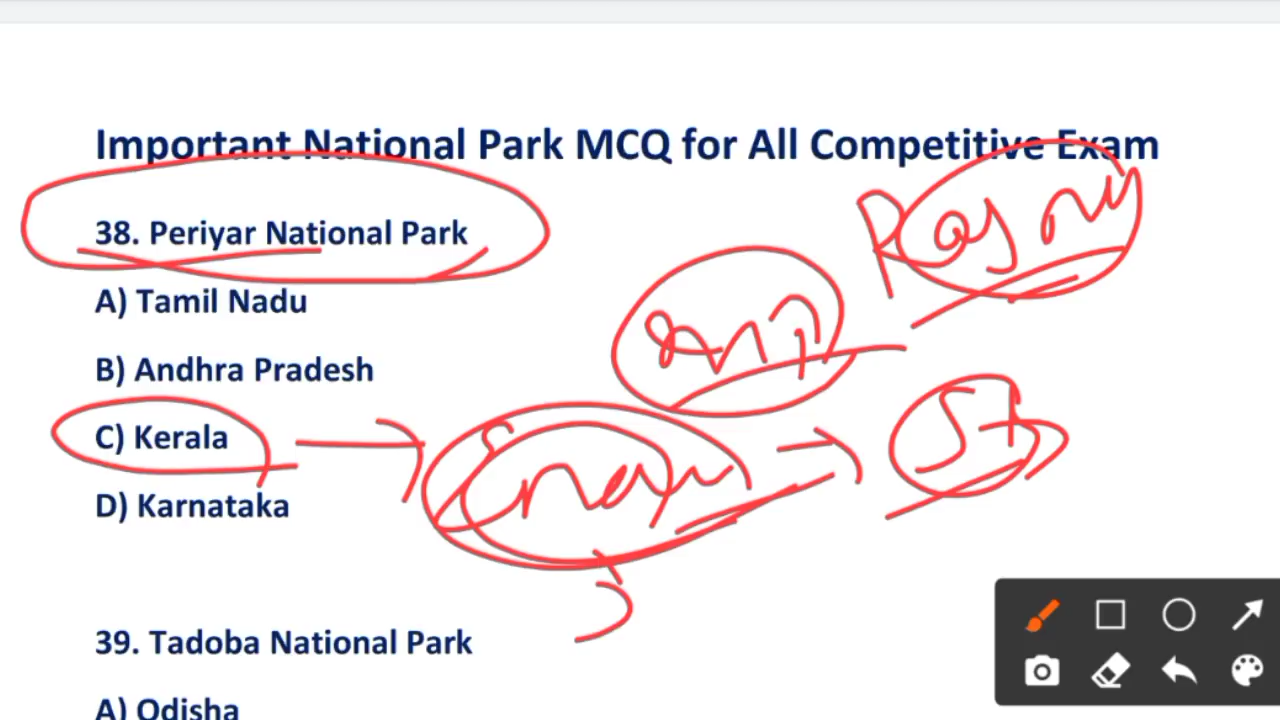 Important National Park MCQ for All Competitive Exam
38. Periyar National Park
A) Tamil Nadu
B) Andhra Pradesh
C) Kerala
D) Karnataka
39. Tadoba National Park
A) Odisha